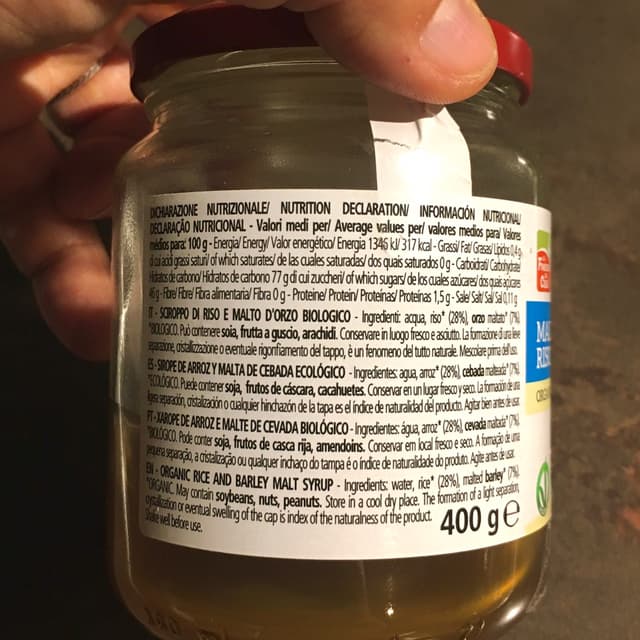 DICHIARAZIONE NUTRIZIONALE/ NUTRITION DECLARATION/ INFORMACIÓN NUTRICIONAL/
DECLARAÇÃO NUTRICIONAL - Valori medi per/ Average values per/ valores medios para/ Valores
médios para: 100 g - Energia/ Energy/ Valor energético/ Energia 1346 kJ/ 317 kcal - Grassi/ Fat/ Grasas/ Lípidos 0,4 g
di cui acidi grassi saturi/ of which saturates/ de las cuales saturadas/ dos quais saturados 0 g - Carboidrati/ Carbohydrate/
Hidratos de carbono/ Hidratos de carbono 77 g di cui zuccheri/ of which sugars/ de los cuales azúcares/ dos quais açúcares
46 g - Fibre/ Fibre/ Fibra alimentaria/ Fibra 0 g - Proteine/ Protein/ Proteínas/ Proteínas 1,5 g - Sale/ Salt/ Sal/ Sal 0,11 g
IT - SCIROPPO DI RISO E MALTO D'ORZO BIOLOGICO - Ingredienti: acqua, riso* (28%), orzo maltato* (7%).
*BIOLOGICO. Può contenere soia, frutta a guscio, arachidi. Conservare in luogo fresco e asciutto. La formazione di una lieve
separazione, cristallizzazione o eventuale rigonfiamento del tappo, è un fenomeno del tutto naturale. Mescolare prima dell'uso.
ES - SIROPE DE ARROZ Y MALTA DE CEBADA ECOLÓGICO - Ingredientes: agua, arroz* (28%), cebada malteada* (7%).
*ECOLÓGICO. Puede contener soja, frutos de cáscara, cacahuetes. Conservar en un lugar fresco y seco. La formación de una
ligera separación, cristalización o cualquier hinchazón de la tapa es el índice de naturalidad del producto. Agitar bien antes de usar.
PT - XAROPE DE ARROZ E MALTE DE CEVADA BIOLÓGICO - Ingredientes: água, arroz* (28%), cevada maltada* (7%).
*BIOLÓGICO. Pode conter soja, frutos de casca rija, amendoins. Conservar em local fresco e seco. A formação de uma
pequena separação, a cristalização ou qualquer inchaço do tampa é o índice de naturalidade do produto. Agite antes de usar.
EN - ORGANIC RICE AND BARLEY MALT SYRUP - Ingredients: water, rice* (28%), malted barley* (7%).
*ORGANIC. May contain soybeans, nuts, peanuts. Store in a cool dry place. The formation of a light separation,
crystallization or eventual swelling of the cap is index of the naturalness of the product.
Shake well before use.
400 g e